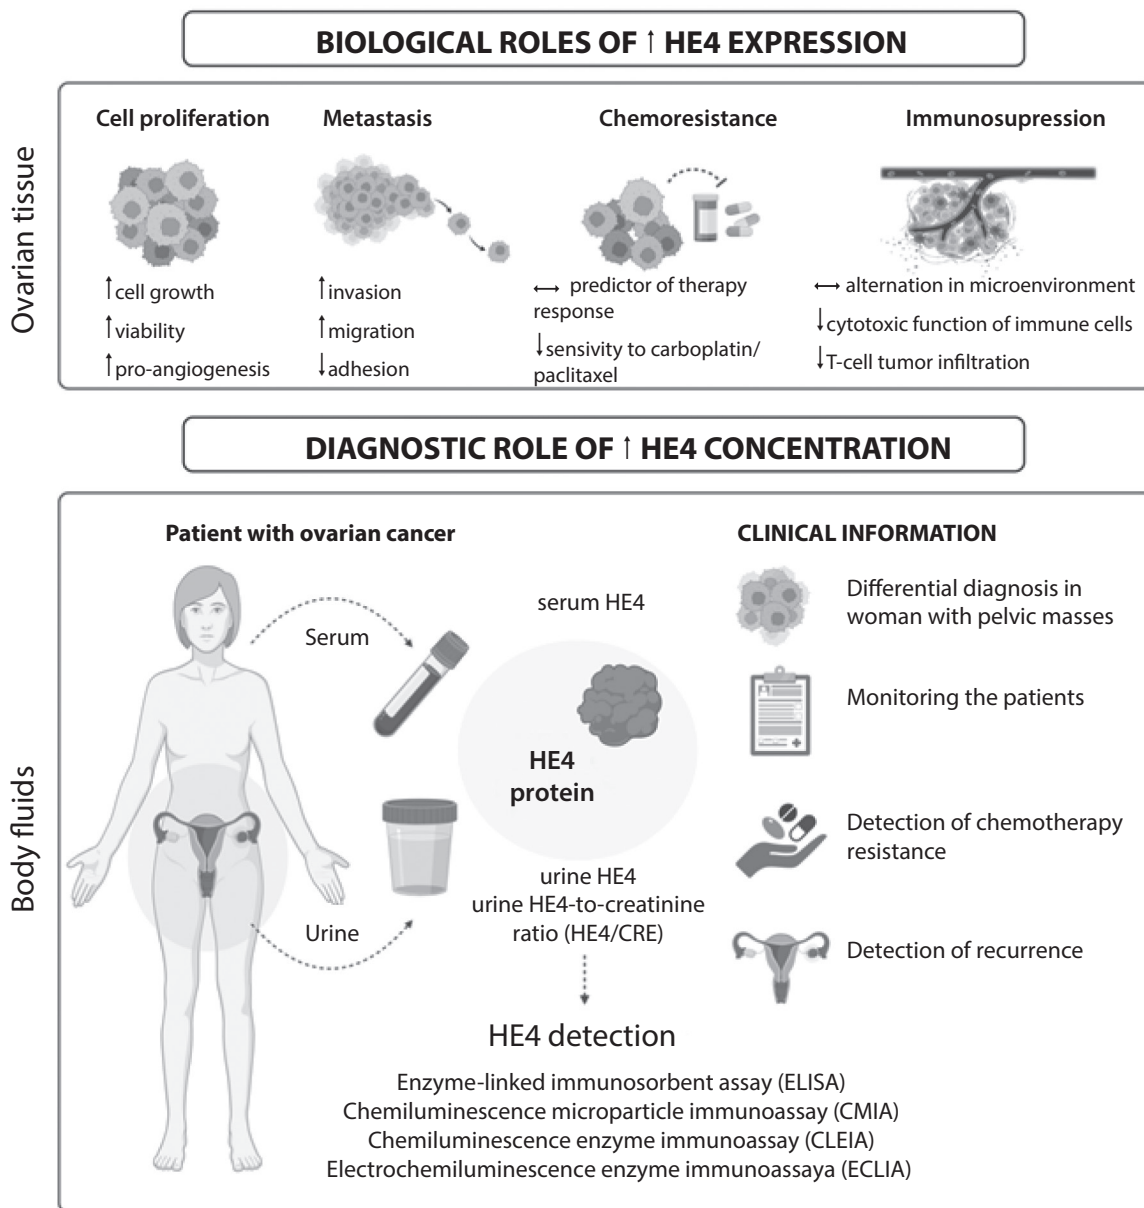 BIOLOGICAL ROLES OF ↑ HE4 EXPRESSION
Ovarian tissue
Cell proliferation
↑cell growth
↑viability
↑pro-angiogenesis
Metastasis
↑invasion
↑migration
↓adhesion
Chemoresistance
↔ predictor of therapy
response
↓sensivity to carboplatin/
paclitaxel
Immunosupression
↔ alternation in microenvironment
↓cytotoxic function of immune cells
↓T-cell tumor infiltration
DIAGNOSTIC ROLE OF ↑ HE4 CONCENTRATION
Body fluids
Patient with ovarian cancer
Serum
Urine
serum HE4
HE4
protein
urine HE4
urine HE4-to-creatinine
ratio (HE4/CRE)
HE4 detection
Enzyme-linked immunosorbent assay (ELISA)
Chemiluminescence microparticle immunoassay (CMIA)
Chemiluminescence enzyme immunoassay (CLEIA)
Electrochemiluminescence enzyme immunoassaya (ECLIA)
CLINICAL INFORMATION
Differential diagnosis in
woman with pelvic masses
Monitoring the patients
Detection of chemotherapy
resistance
Detection of recurrence